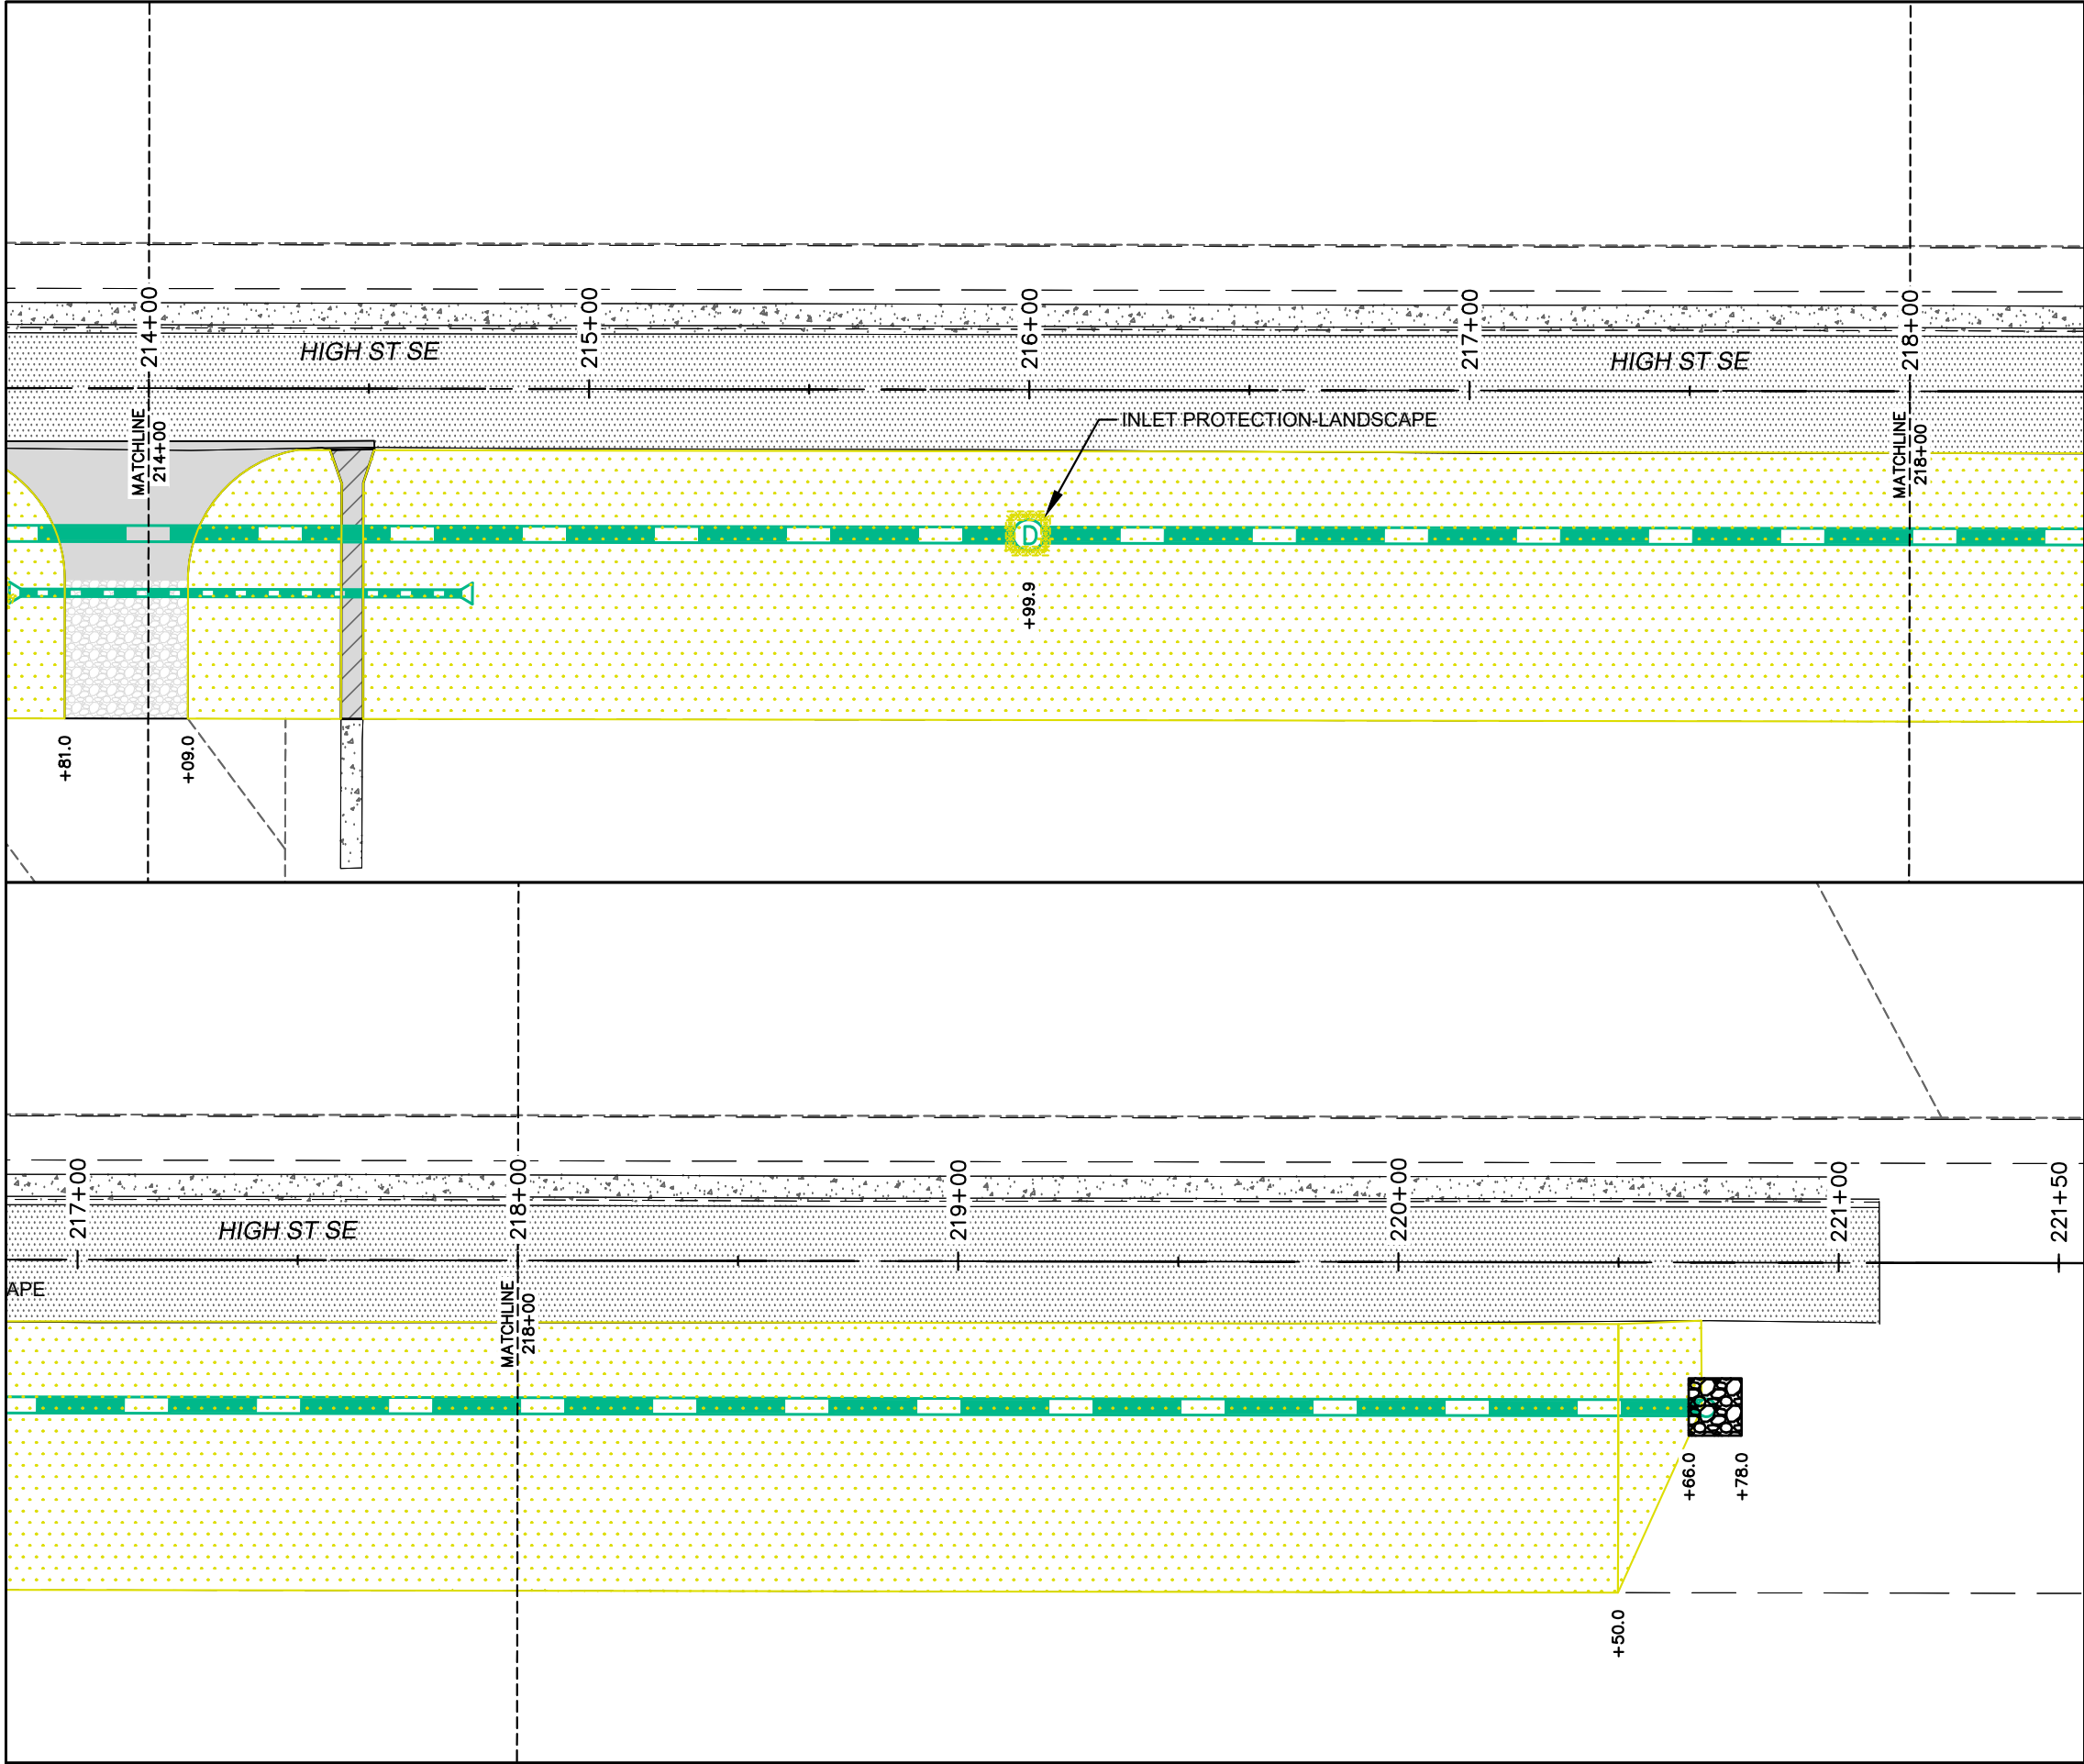 214+00
215+00
216+00
217+00
218+00
HIGH ST SE
HIGH ST SE
MATCHLINE
214+00
INLET PROTECTION-LANDSCAPE
MATCHLINE
218+00
D
+99.9
+81.0
+09.0
217+00
218+00
219+00
220+00
221+00
221+50
HIGH ST SE
APE
MATCHLINE
218+00
+66.0
+78.0
+50.0